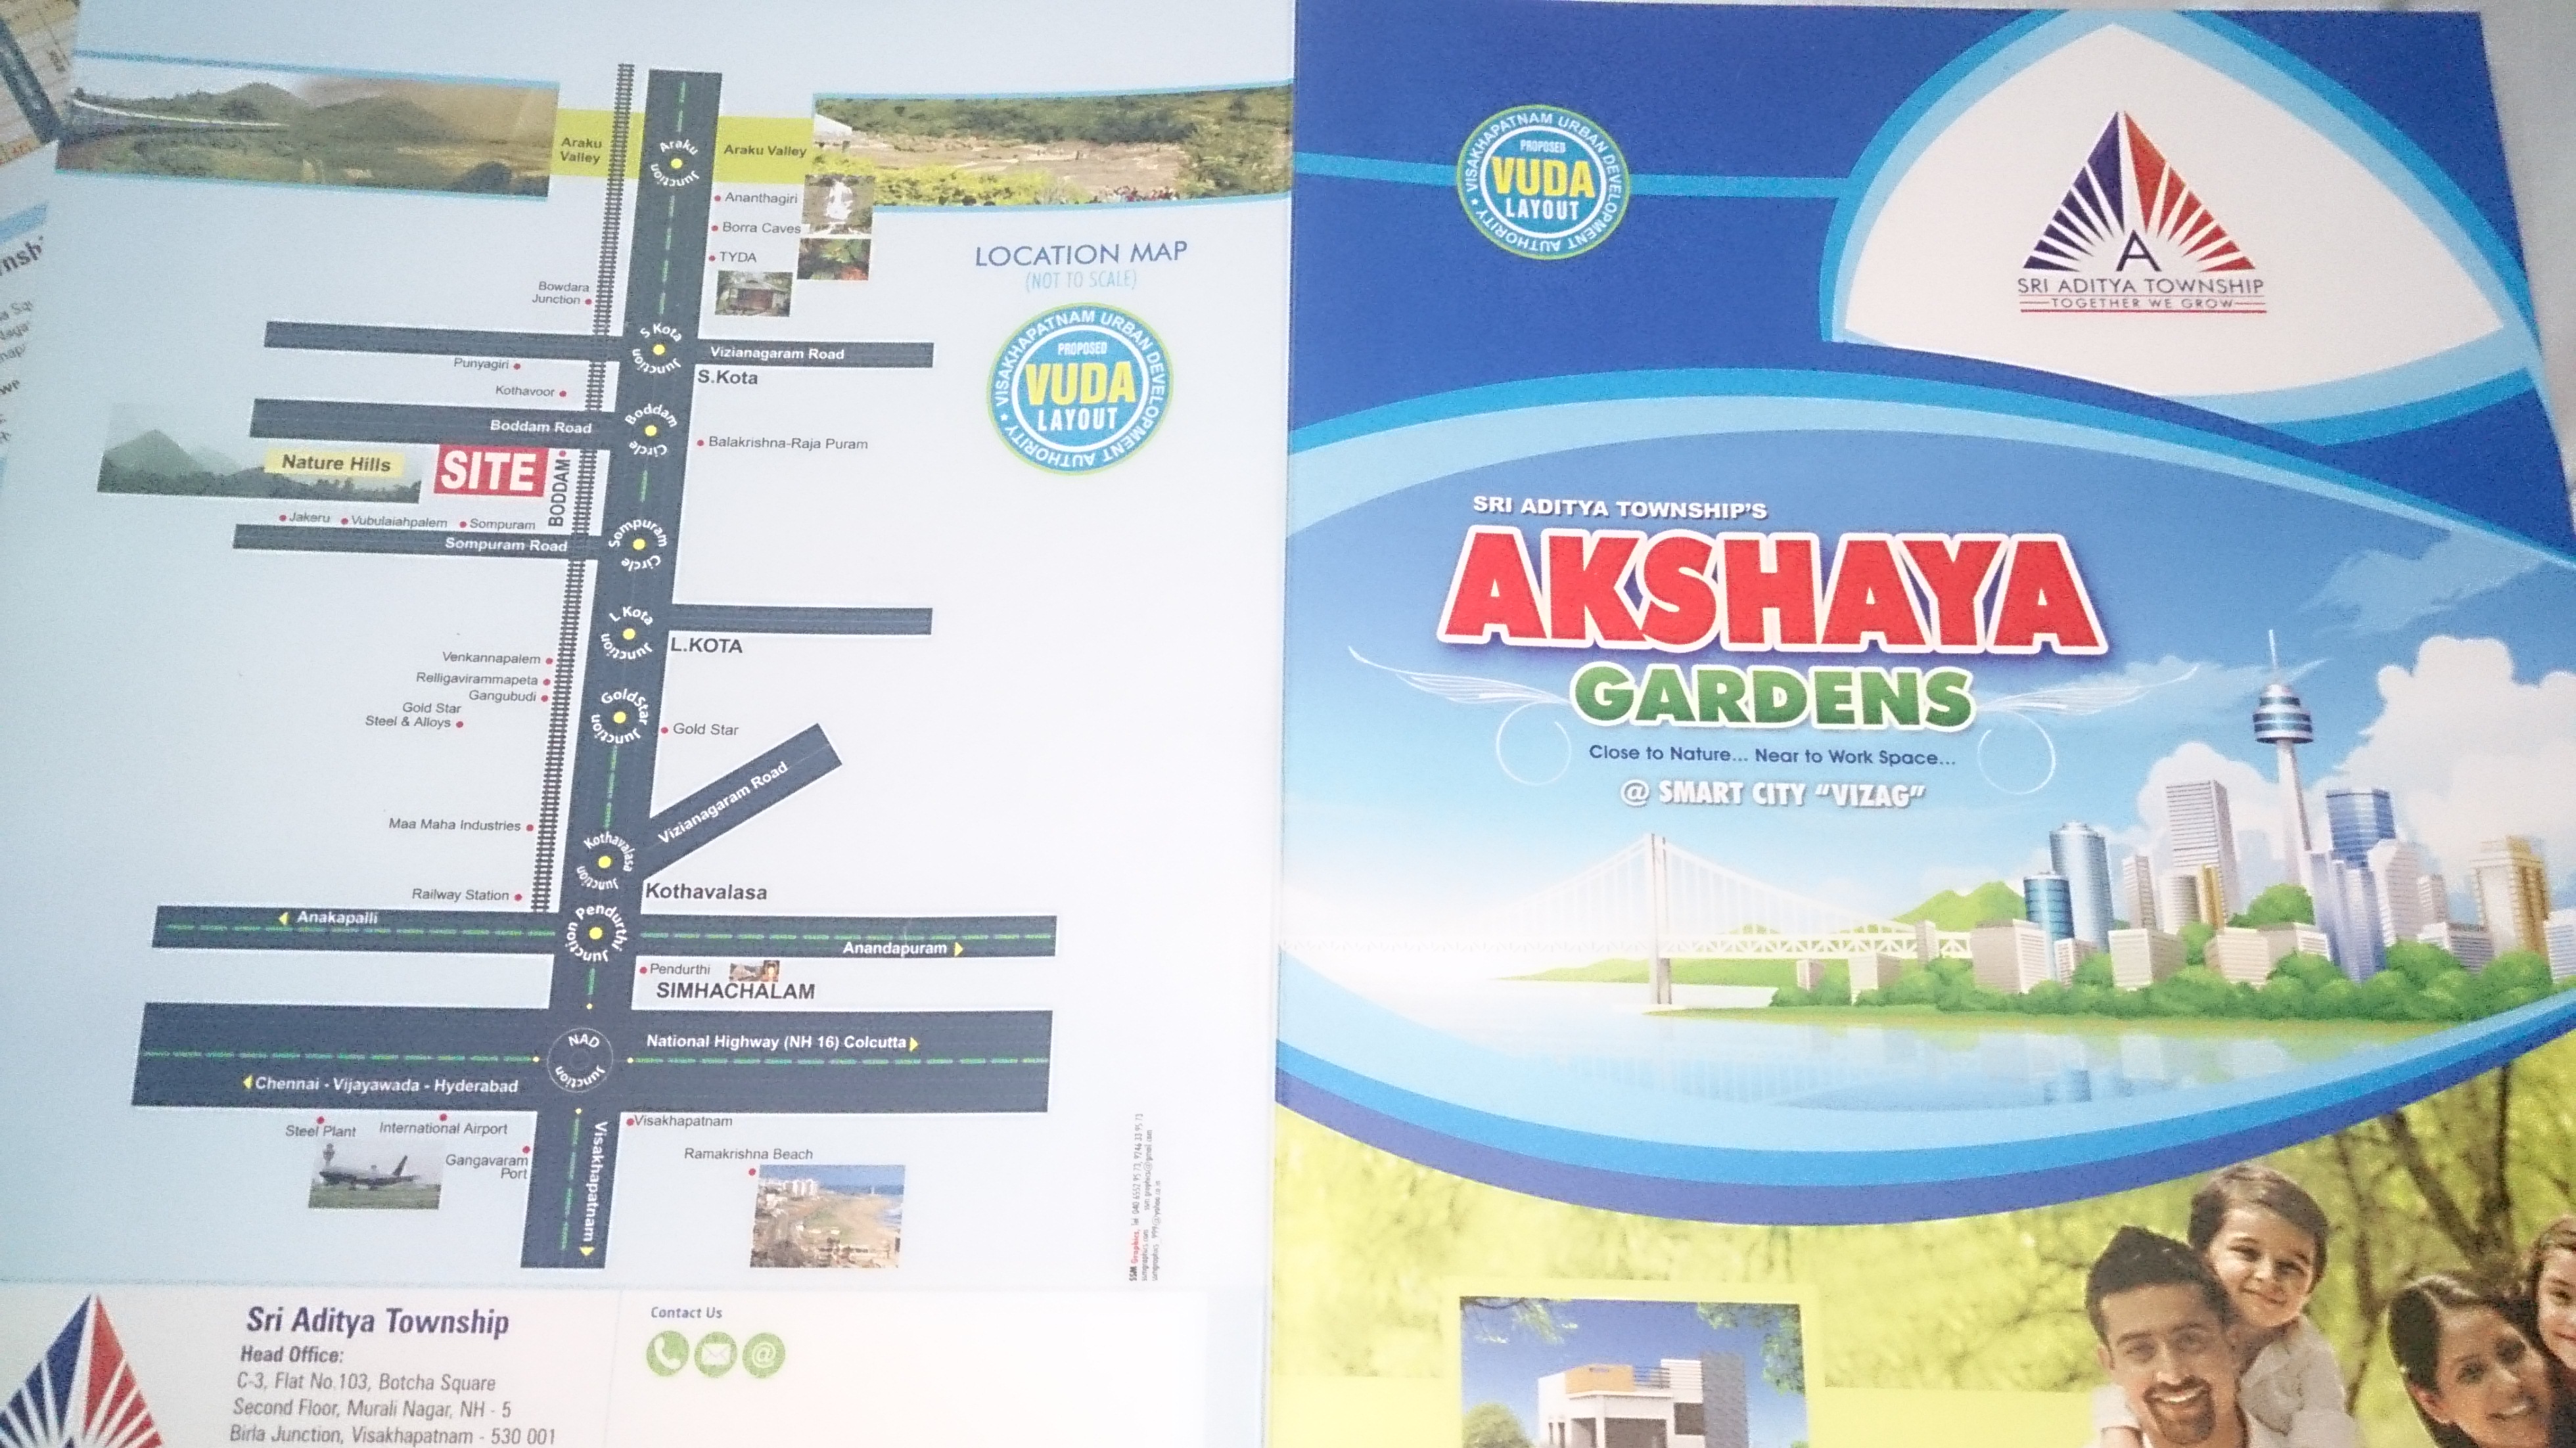 Araku
Valley
Araku
Junction
Araku Valley
Ananthagiri
Borra Caves
TYDA
Bowdara
Junction
LOCATION MAP
(NOT TO SCALE)
VISAKHAPATNAM URBAN DEVELOPMENT AUTHORITY
PROPOSED
VUDA
LAYOUT
S Kota
Junction
Vizianagaram Road
S.Kota
Punyagiri
Kothavoor
Boddam Road
Boddam
Circle
Balakrishna-Raja Puram
Nature Hills
SITE
BODDAM
Jakeru
Vubulaiahpalem
Sompuram
Sompuram Road
Sompuram
Circle
L Kota
Junction
L.KOTA
Venkannapalem
Relligavirammapeta
Gangubudi
Gold Star
Steel & Alloys
GoldStar
Junction
Gold Star
Vizianagaram Road
Maa Maha Industries
Kothavalasa
Junction
Railway Station
Kothavalasa
Anakapalli
Pendurthi
Junction
Anandapuram
Pendurthi
SIMHACHALAM
NAD
Junction
National Highway (NH 16) Colcutta
Chennai - Vijayawada - Hyderabad
Steel Plant
International Airport
Gangavaram
Port
Visakhapatnam
Visakhapatnam
Ramakrishna Beach
SSM Graphics,
Sri Aditya Township
Head Office:
C-3, Flat No.103, Botcha Square
Second Floor, Murali Nagar, NH - 5
Birla Junction, Visakhapatnam - 530 001
Contact Us
VISAKHAPATNAM URBAN DEVELOPMENT AUTHORITY
PROPOSED
VUDA
LAYOUT
A
SRI ADITYA TOWNSHIP
TOGETHER WE GROW
SRI ADITYA TOWNSHIP'S
AKSHAYA
GARDENS
Close to Nature... Near to Work Space...
@ SMART CITY "VIZAG"